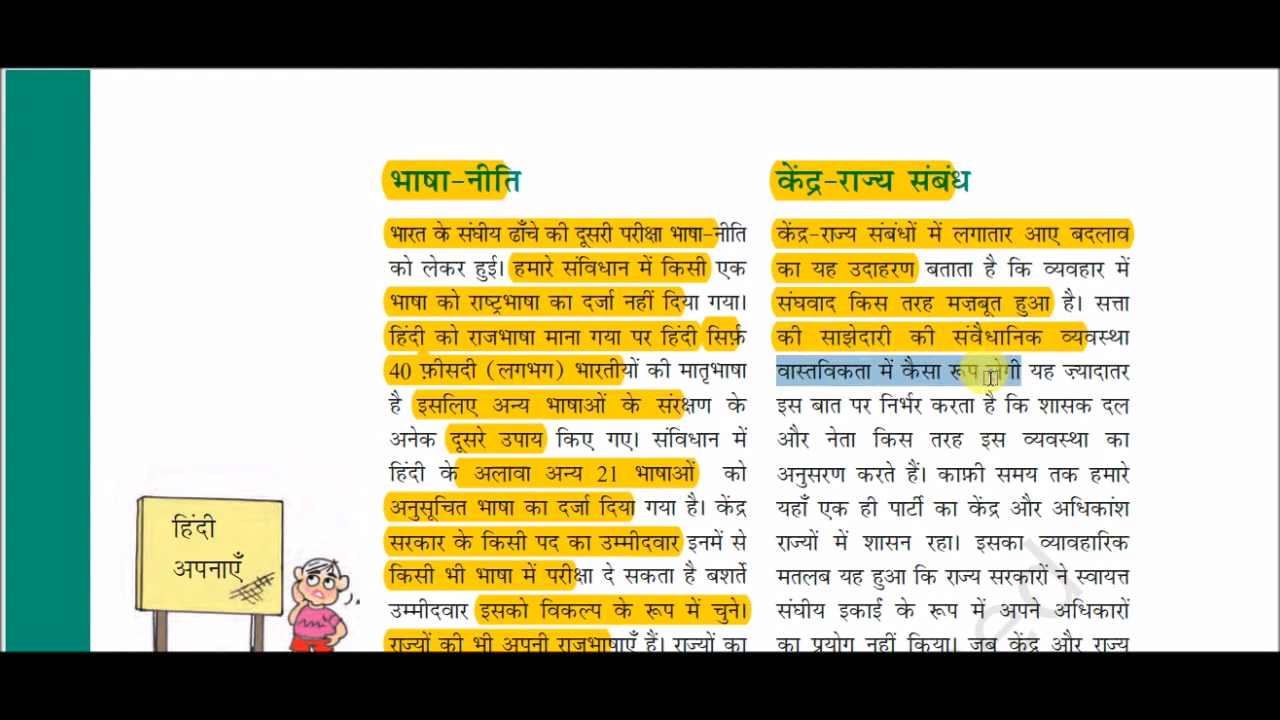 भाषा-नीति
भारत के संघीय ढाँचे की दूसरी परीक्षा भाषा-नीति
को लेकर हुई। हमारे संविधान में किसी एक
भाषा को राष्ट्रभाषा का दर्जा नहीं दिया गया।
हिंदी को राजभाषा माना गया पर हिंदी सिर्फ़
40 फ़ीसदी (लगभग) भारतीयों की मातृभाषा
है इसलिए अन्य भाषाओं के संरक्षण के
अनेक दूसरे उपाय किए गए। संविधान में
हिंदी के अलावा अन्य 21 भाषाओं को
अनुसूचित भाषा का दर्जा दिया गया है। केंद्र
सरकार के किसी पद का उम्मीदवार इनमें से
किसी भी भाषा में परीक्षा दे सकता है बशर्ते
उम्मीदवार इसको विकल्प के रूप में चुने।
राज्यों की भी अपनी राजभाषाएँ हैं। राज्यों का
केंद्र-राज्य संबंध
केंद्र-राज्य संबंधों में लगातार आए बदलाव
का यह उदाहरण बताता है कि व्यवहार में
संघवाद किस तरह मज़बूत हुआ है। सत्ता
की साझेदारी की संवैधानिक व्यवस्था
वास्तविकता में कैसा रूप लेगी यह ज़्यादातर
इस बात पर निर्भर करता है कि शासक दल
और नेता किस तरह इस व्यवस्था का
अनुसरण करते हैं। काफ़ी समय तक हमारे
यहाँ एक ही पार्टी का केंद्र और अधिकांश
राज्यों में शासन रहा। इसका व्यावहारिक
मतलब यह हुआ कि राज्य सरकारों ने स्वायत्त
संघीय इकाई के रूप में अपने अधिकारों
का प्रयोग नहीं किया। जब केंद्र और राज्य
हिंदी
अपनाएँ
ed